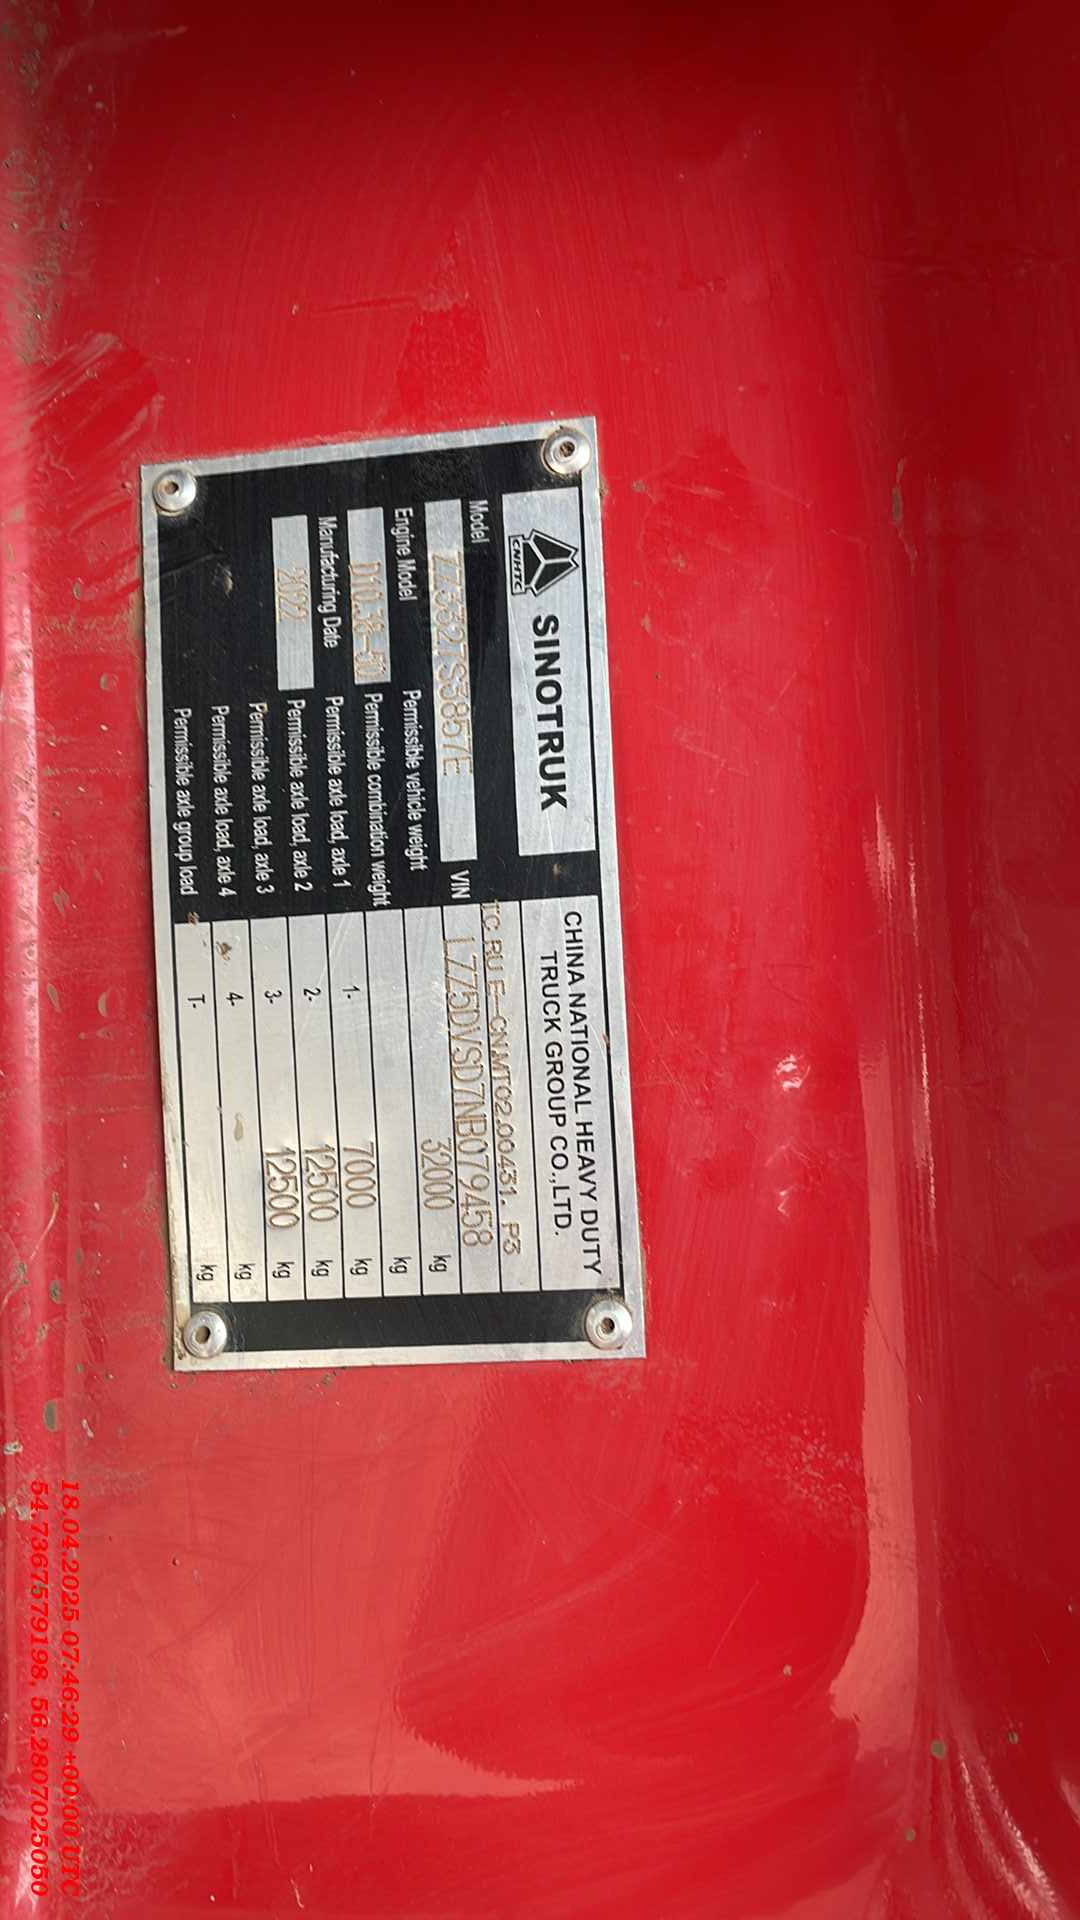 CNHTC
SINOTRUK
CHINA NATIONAL HEAVY DUTY
TRUCK GROUP CO.,LTD.
TC RU E-CN.MT02.00431. P3
Model
ZZ3327S3857E
VIN
LZZ5DVSD7NB079458
Engine Model
D10.38-50
Permissible vehicle weight
32000 kg
Permissible combination weight
kg
Manufacturing Date
2022
Permissible axle load, axle 1
1- 7000 kg
Permissible axle load, axle 2
2- 12500 kg
Permissible axle load, axle 3
3- 12500 kg
Permissible axle load, axle 4
4- kg
Permissible axle group load
T- kg
18.04.2025 07:46:29 +00:00 UTC
54.7367579198, 56.2807025050